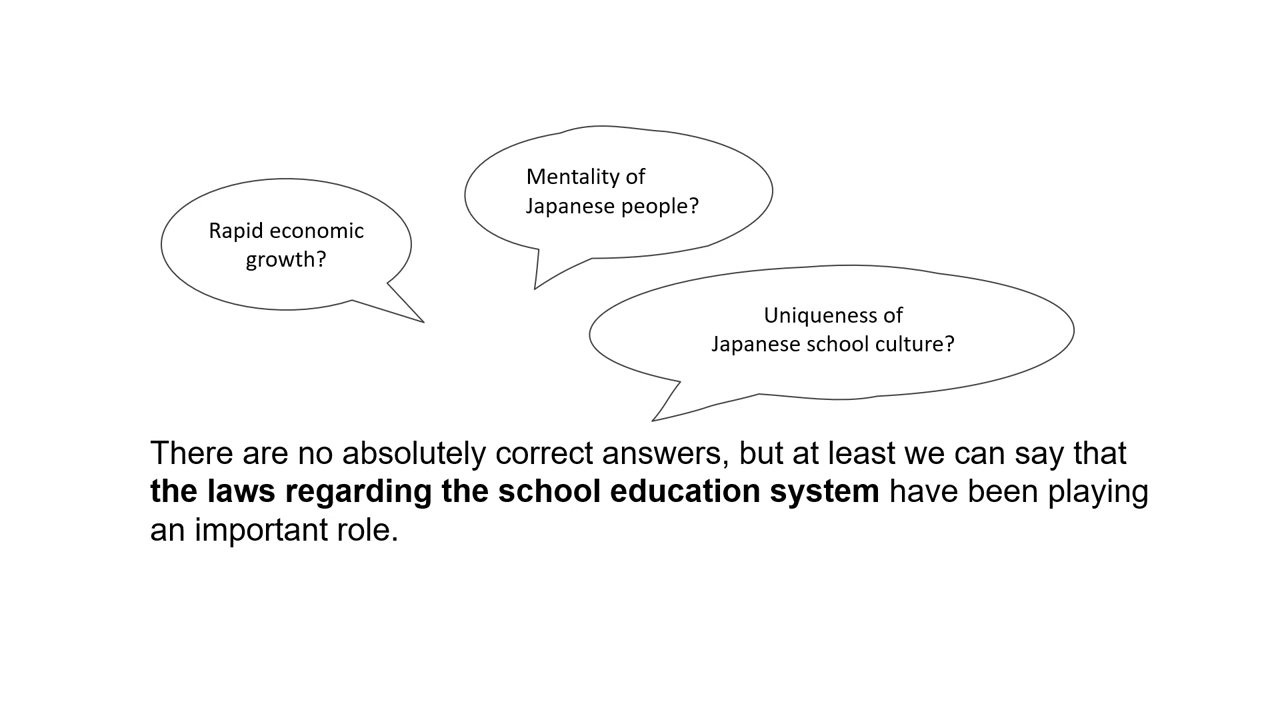 Mentality of
Japanese people?
Rapid economic
growth?
Uniqueness of
Japanese school culture?
There are no absolutely correct answers, but at least we can say that
the laws regarding the school education system have been playing
an important role.